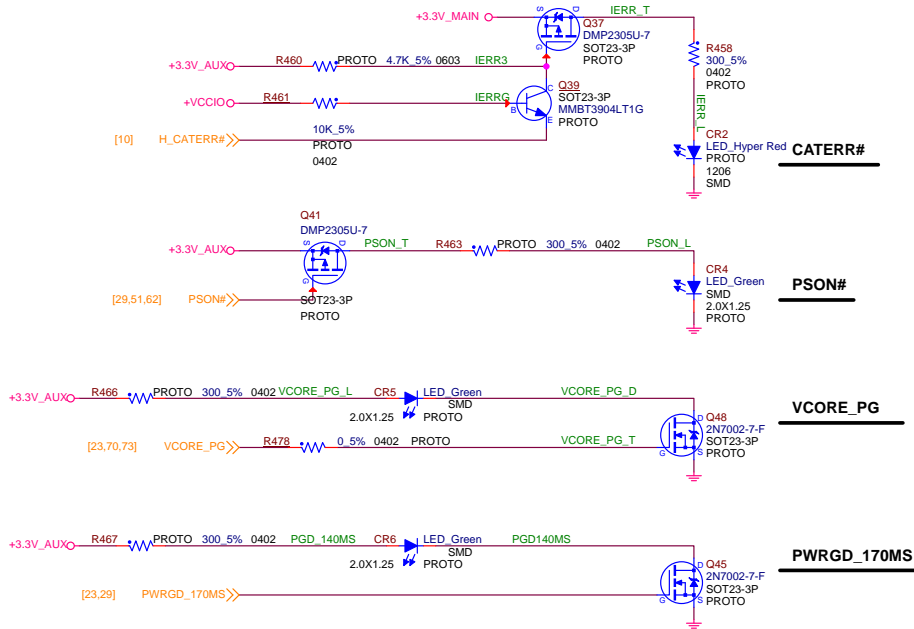 +3.3V_MAIN
S
D
IERR_T
Q37
DMP2305U-7
SOT23-3P
PROTO
G
R458
300_5%
0402
PROTO
+3.3V_AUX
R460
PROTO
4.7K_5%
0603
IERR3
+VCCIO
R461
IERRG
B
C
E
Q39
SOT23-3P
MMBT3904LT1G
PROTO
IERR_L
[10]
H_CATERR#
10K_5%
PROTO
0402
CR2
LED_Hyper Red
PROTO
1206
SMD
CATERR#
Q41
DMP2305U-7
+3.3V_AUX
S
D
G
PSON_T
R463
PROTO
300_5%
0402
PSON_L
[29,51,62]
PSON#
SOT23-3P
PROTO
CR4
LED_Green
SMD
2.0X1.25
PROTO
PSON#
+3.3V_AUX
R466
PROTO
300_5%
0402
VCORE_PG_L
CR5
LED_Green
SMD
2.0X1.25
PROTO
VCORE_PG_D
[23,70,73]
VCORE_PG
R478
0_5%
0402
PROTO
VCORE_PG_T
G
D
S
Q48
2N7002-7-F
SOT23-3P
PROTO
VCORE_PG
+3.3V_AUX
R467
PROTO
300_5%
0402
PGD_140MS
CR6
LED_Green
SMD
2.0X1.25
PROTO
PGD140MS
[23,29]
PWRGD_170MS
G
D
S
Q45
2N7002-7-F
SOT23-3P
PROTO
PWRGD_170MS